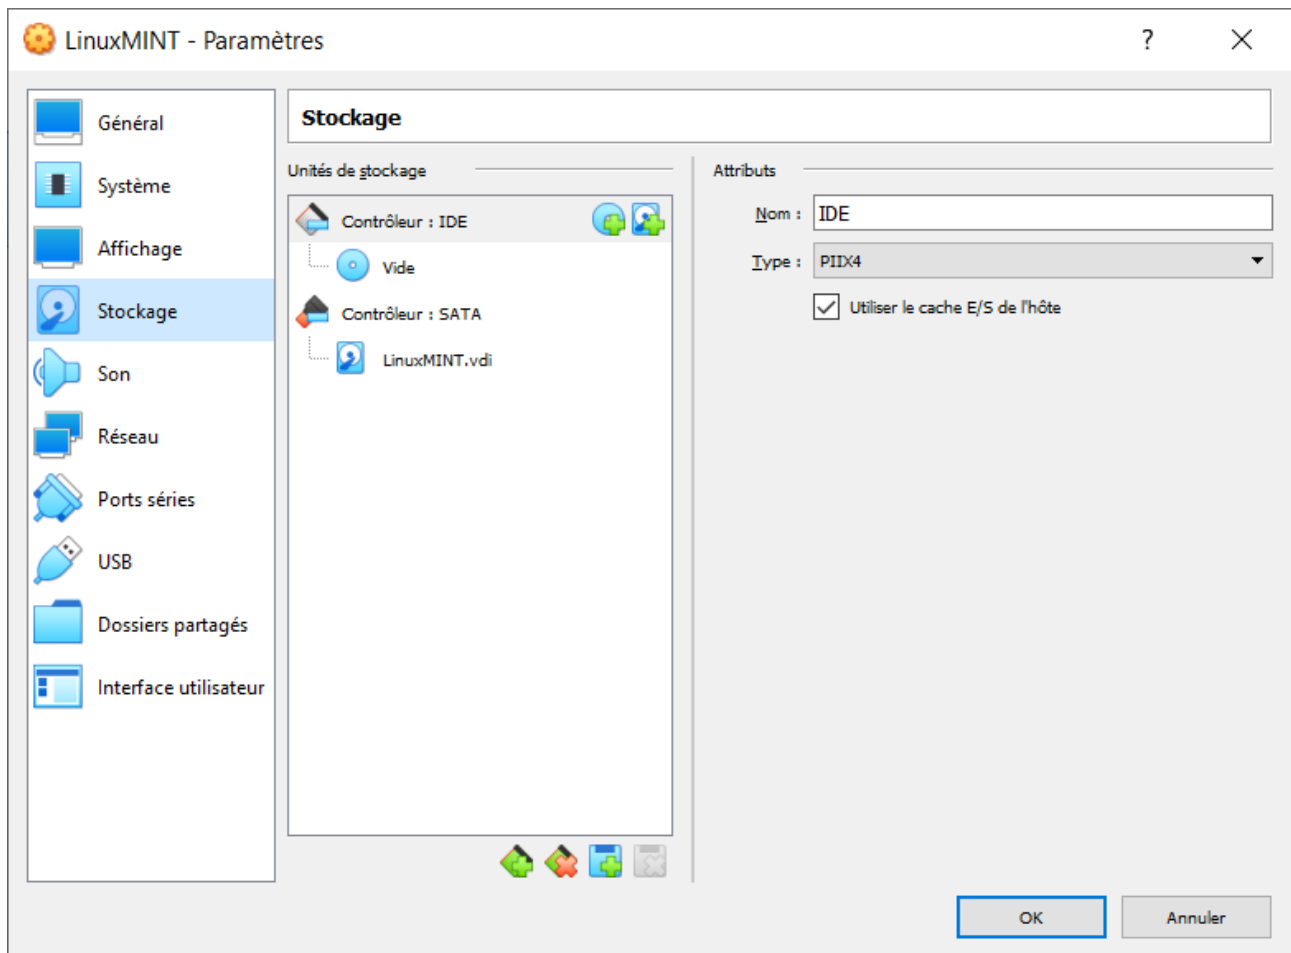 LinuxMINT - Paramètres
?
Général
Système
Affichage
Stockage
Son
Réseau
Ports séries
USB
Dossiers partagés
Interface utilisateur
Stockage
Unités de stockage
Contrôleur : IDE
Vide
Contrôleur : SATA
LinuxMINT.vdi
Attributs
Nom : IDE
Type : PIIX4
Utiliser le cache E/S de l'hôte
OK
Annuler